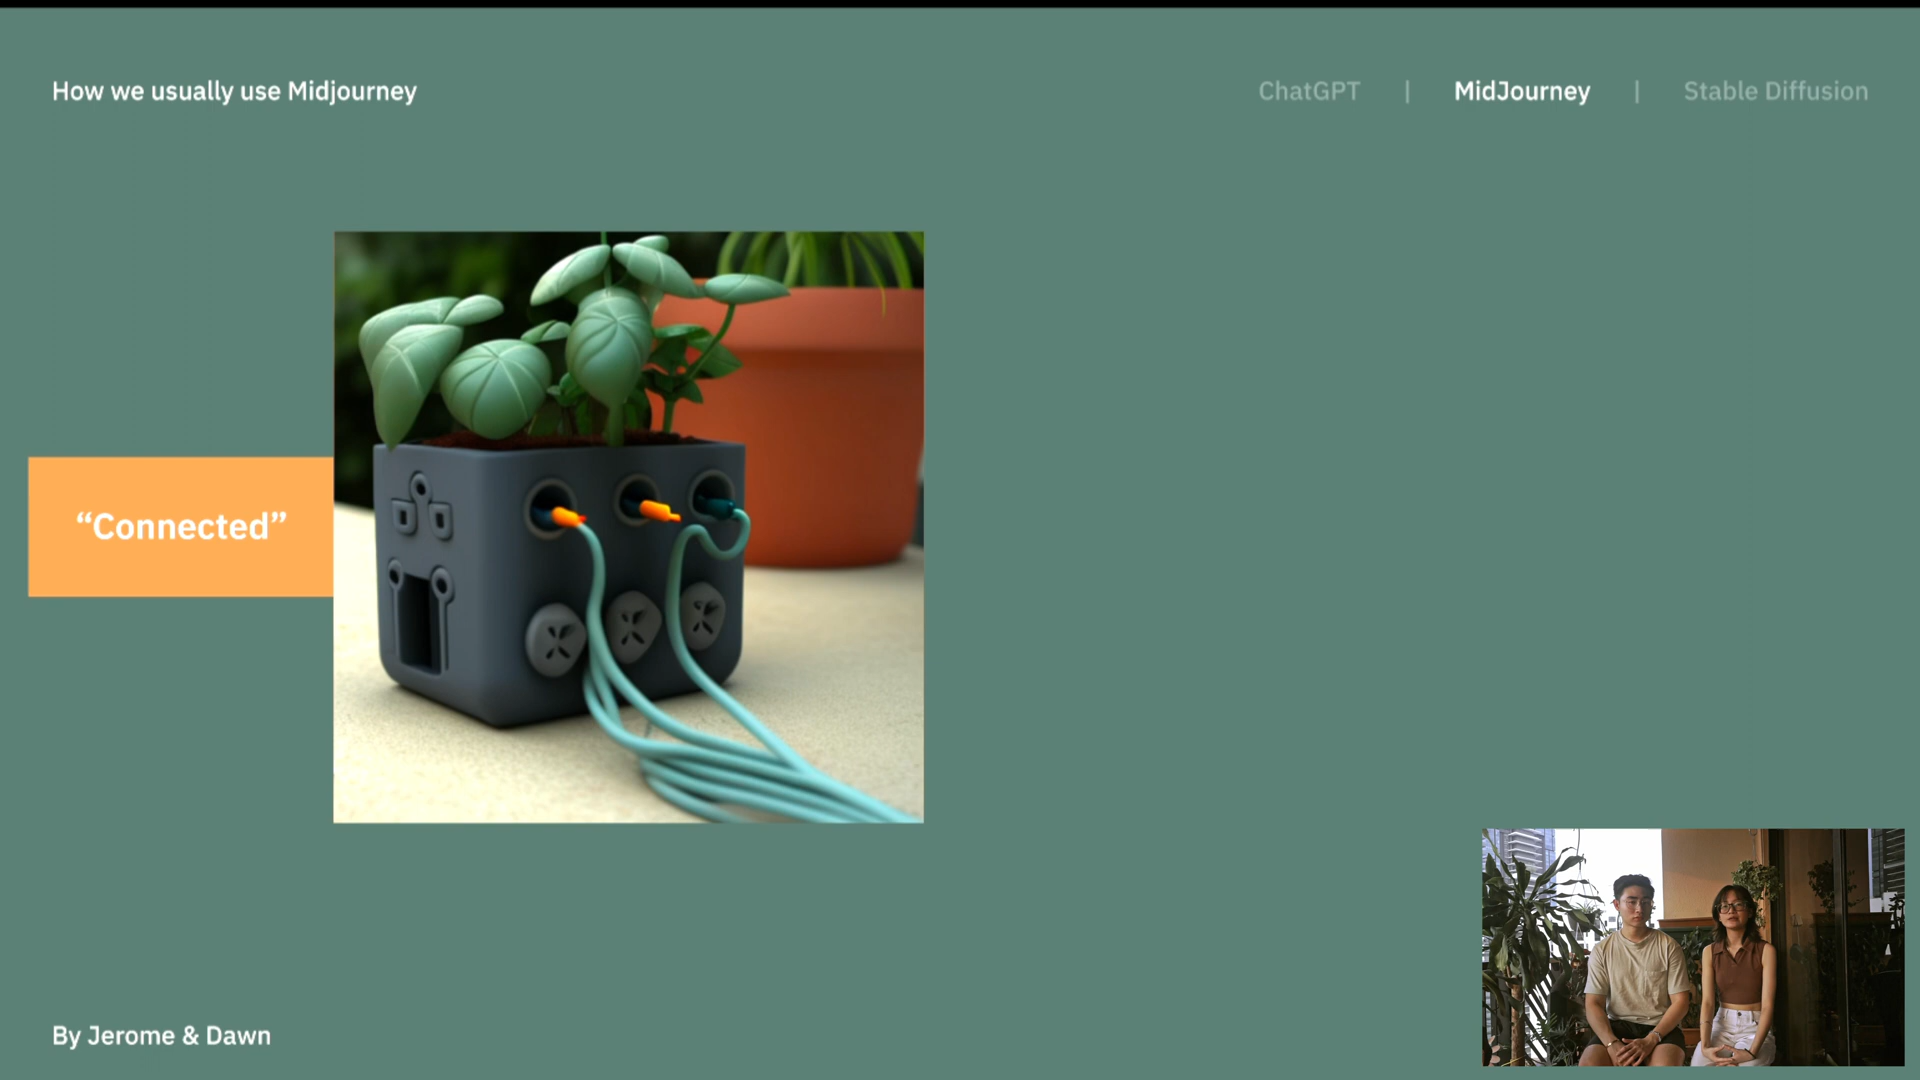 How we usually use Midjourney
ChatGPT | MidJourney | Stable Diffusion
“Connected”
By Jerome & Dawn